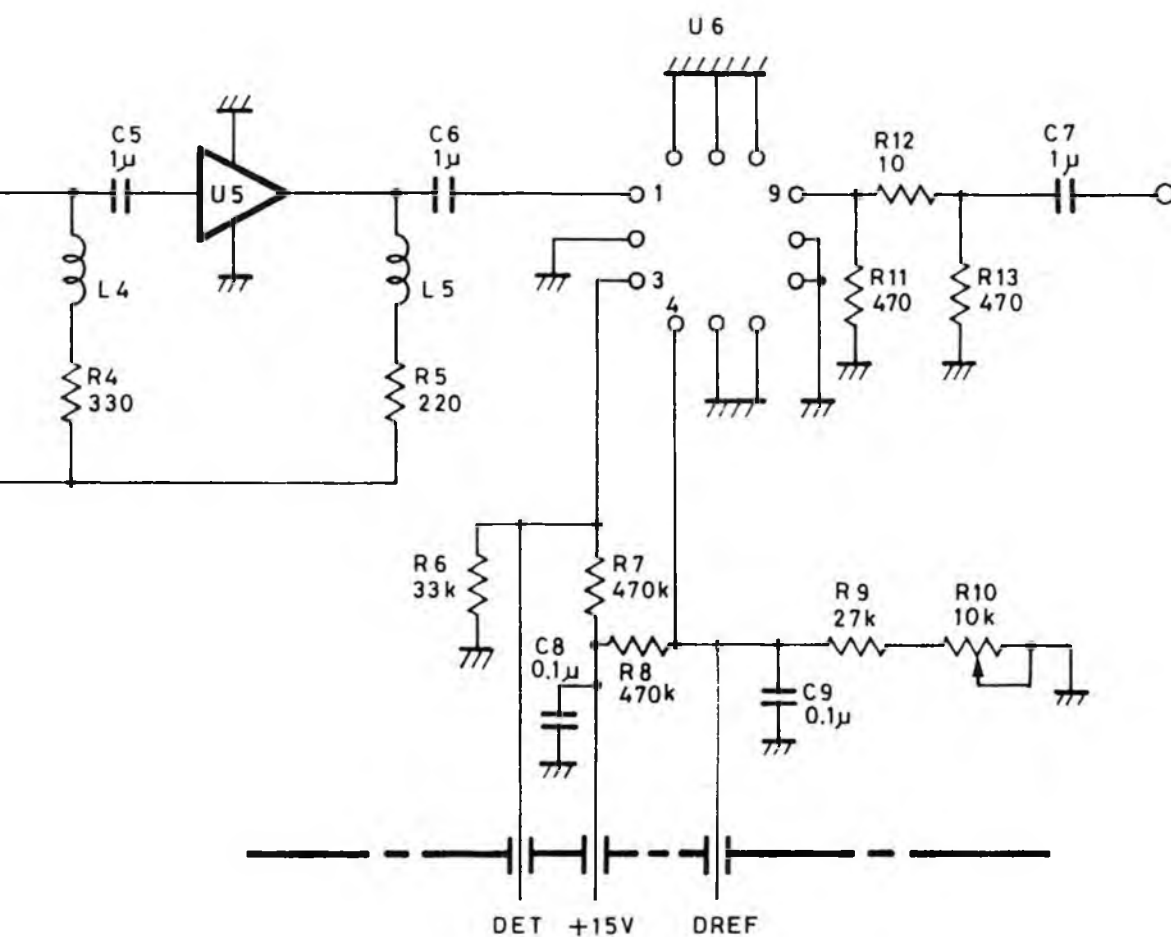 U 6
C5
1μ
C6
1μ
R12
10
C7
1μ
U5
1
9
3
4
L4
L5
R11
470
R13
470
R4
330
R5
220
R6
33k
R7
470k
R8
470k
R9
27k
R10
10k
C8
0.1μ
C9
0.1μ
DET
+15V
DREF